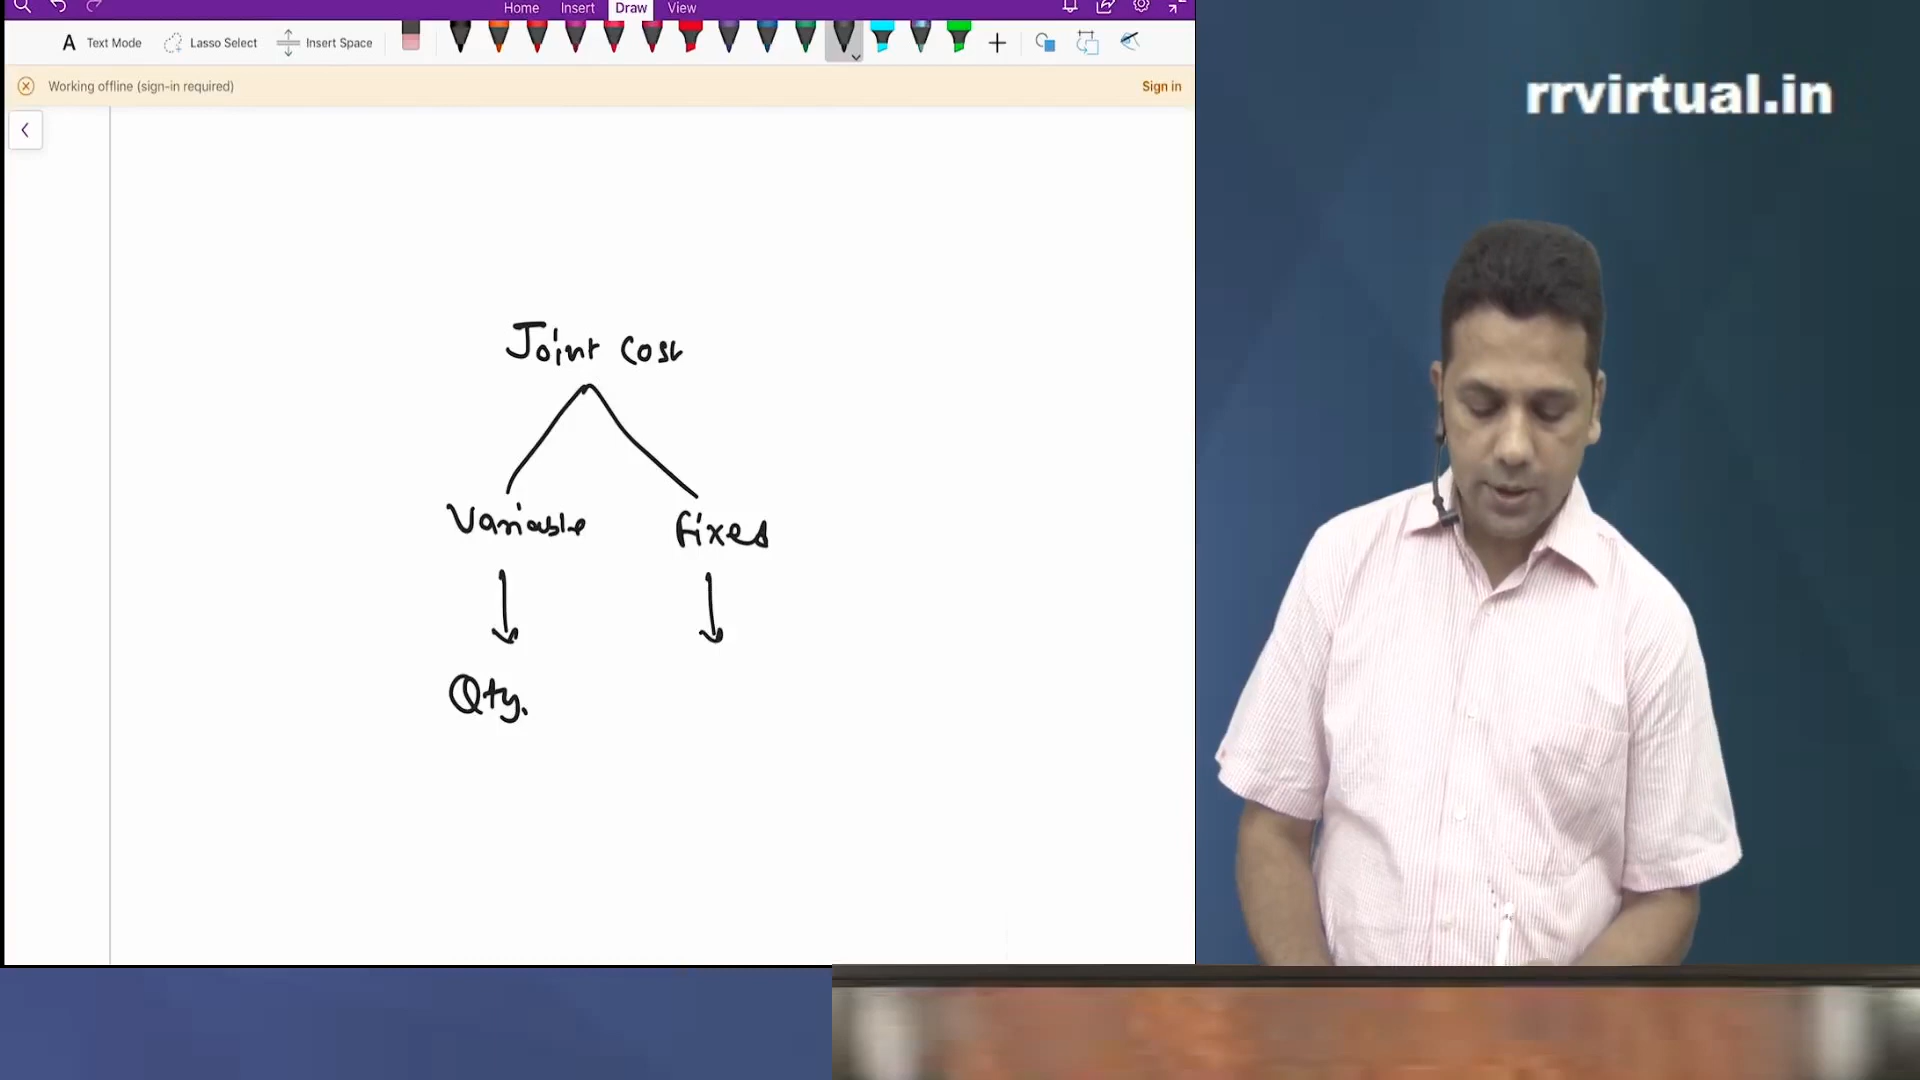 Home Insert Draw View
A Text Mode Lasso Select Insert Space
Working offline (sign-in required) Sign in
rrvirtual.in
Joint Cost
Variable Fixed
Qty.